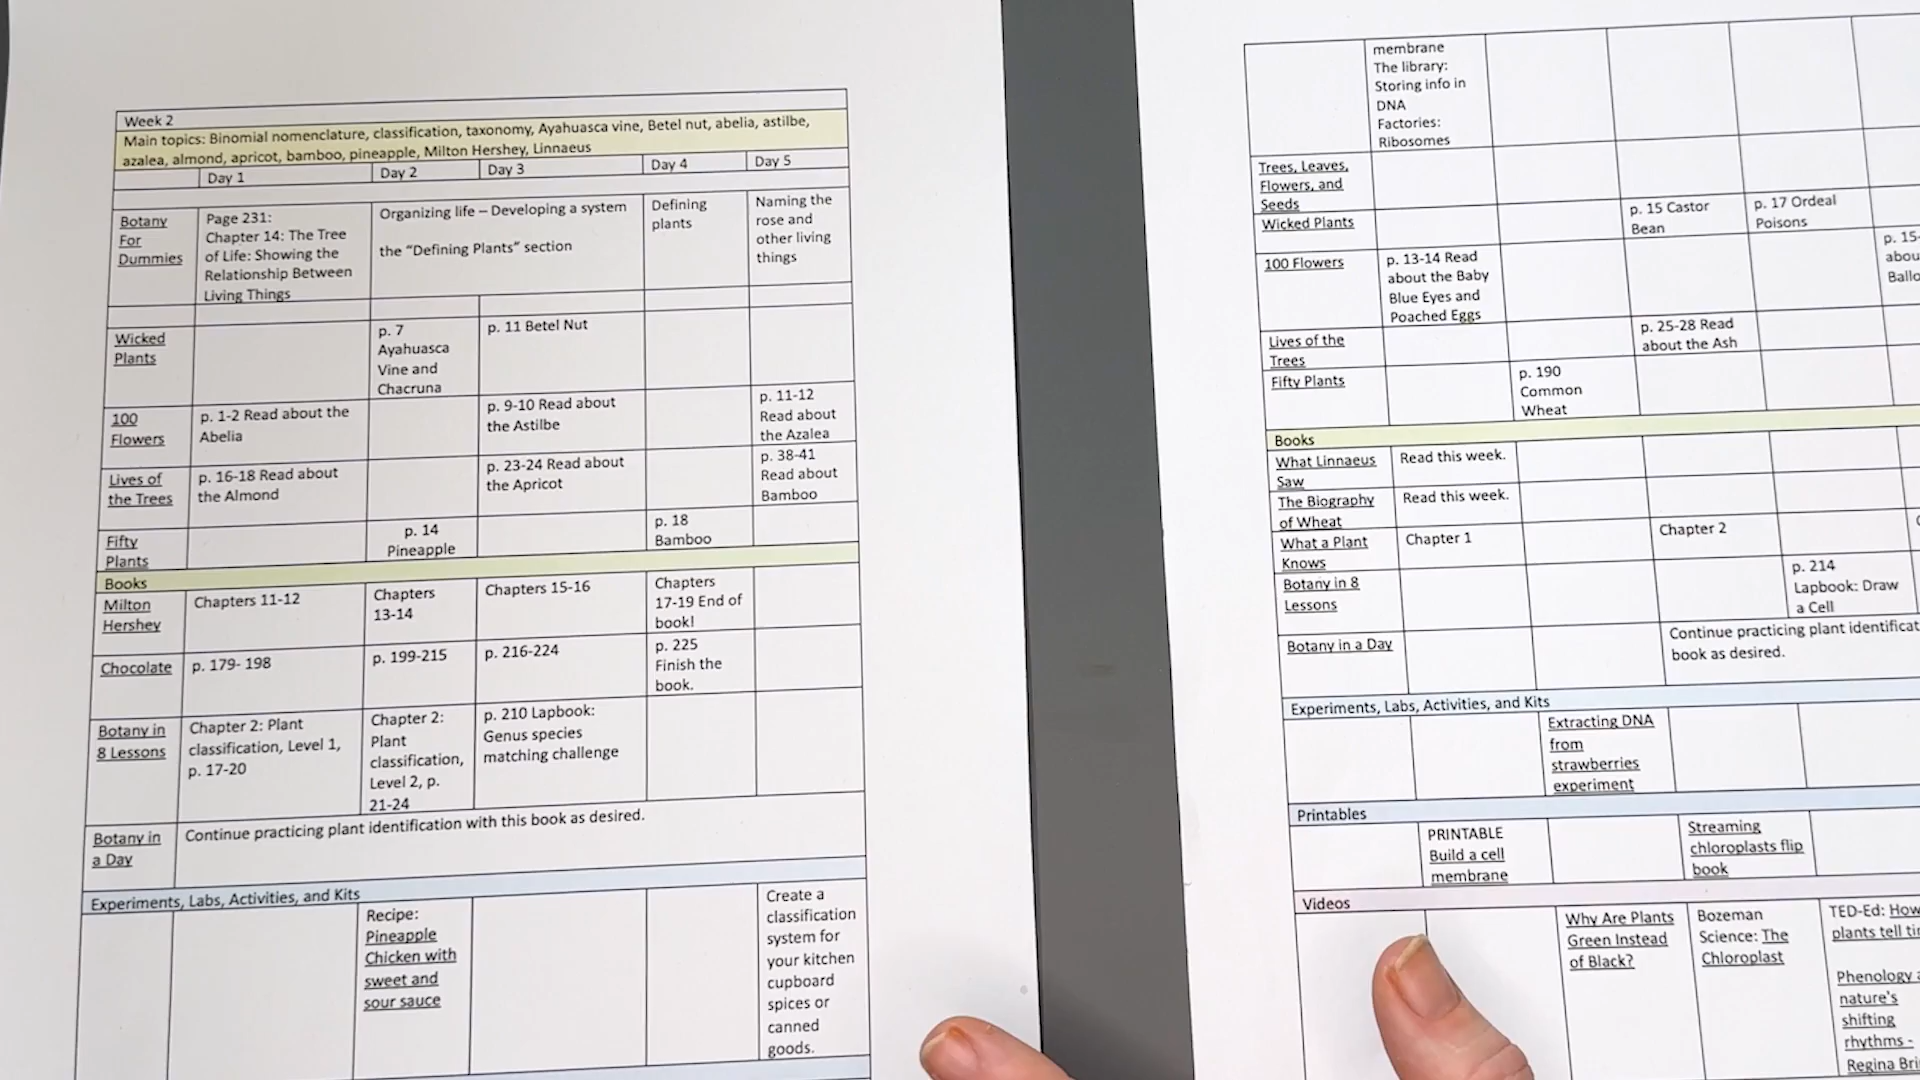 Week 2
Main topics: Binomial nomenclature, classification, taxonomy, Ayahuasca vine, Betel nut, abelia, astilbe,
azalea, almond, apricot, bamboo, pineapple, Milton Hershey, Linnaeus
Day 1
Day 2
Day 3
Day 4
Day 5
Botany
For
Dummies
Page 231:
Chapter 14: The Tree
of Life: Showing the
Relationship Between
Living Things
Organizing life – Developing a system
the "Defining Plants" section
Defining
plants
Naming the
rose and
other living
things
Wicked
Plants
p. 7
Ayahuasca
Vine and
Chacruna
p. 11 Betel Nut
100
Flowers
p. 1-2 Read about the
Abelia
p. 9-10 Read about
the Astilbe
p. 11-12
Read about
the Azalea
Lives of
the Trees
p. 16-18 Read about
the Almond
p. 23-24 Read about
the Apricot
p. 38-41
Read about
Bamboo
Fifty
Plants
p. 14
Pineapple
p. 18
Bamboo
Books
Milton
Hershey
Chapters 11-12
Chapters
13-14
Chapters 15-16
Chapters
17-19 End of
book!
Chocolate
p. 179- 198
p. 199-215
p. 216-224
p. 225
Finish the
book.
Botany in
8 Lessons
Chapter 2: Plant
classification, Level 1,
p. 17-20
Chapter 2:
Plant
classification,
Level 2, p.
21-24
p. 210 Lapbook:
Genus species
matching challenge
Botany in
a Day
Continue practicing plant identification with this book as desired.
Experiments, Labs, Activities, and Kits
Recipe:
Pineapple
Chicken with
sweet and
sour sauce
Create a
classification
system for
your kitchen
cupboard
spices or
canned
goods.
membrane
The library:
Storing info in
DNA
Factories:
Ribosomes
Trees, Leaves,
Flowers, and
Seeds
Wicked Plants
p. 15 Castor
Bean
p. 17 Ordeal
Poisons
100 Flowers
p. 13-14 Read
about the Baby
Blue Eyes and
Poached Eggs
p. 15-
abou
Ballo
Lives of the
Trees
p. 25-28 Read
about the Ash
Fifty Plants
p. 190
Common
Wheat
Books
What Linnaeus
Saw
Read this week.
The Biography
of Wheat
Read this week.
What a Plant
Knows
Chapter 1
Chapter 2
Botany in 8
Lessons
p. 214
Lapbook: Draw
a Cell
Botany in a Day
Continue practicing plant identificat
book as desired.
Experiments, Labs, Activities, and Kits
Extracting DNA
from
strawberries
experiment
Printables
PRINTABLE
Build a cell
membrane
Streaming
chloroplasts flip
book
Videos
Why Are Plants
Green Instead
of Black?
Bozeman
Science: The
Chloroplast
TED-Ed: How
plants tell ti
Phenology a
nature's
shifting
rhythms -
Regina Bri